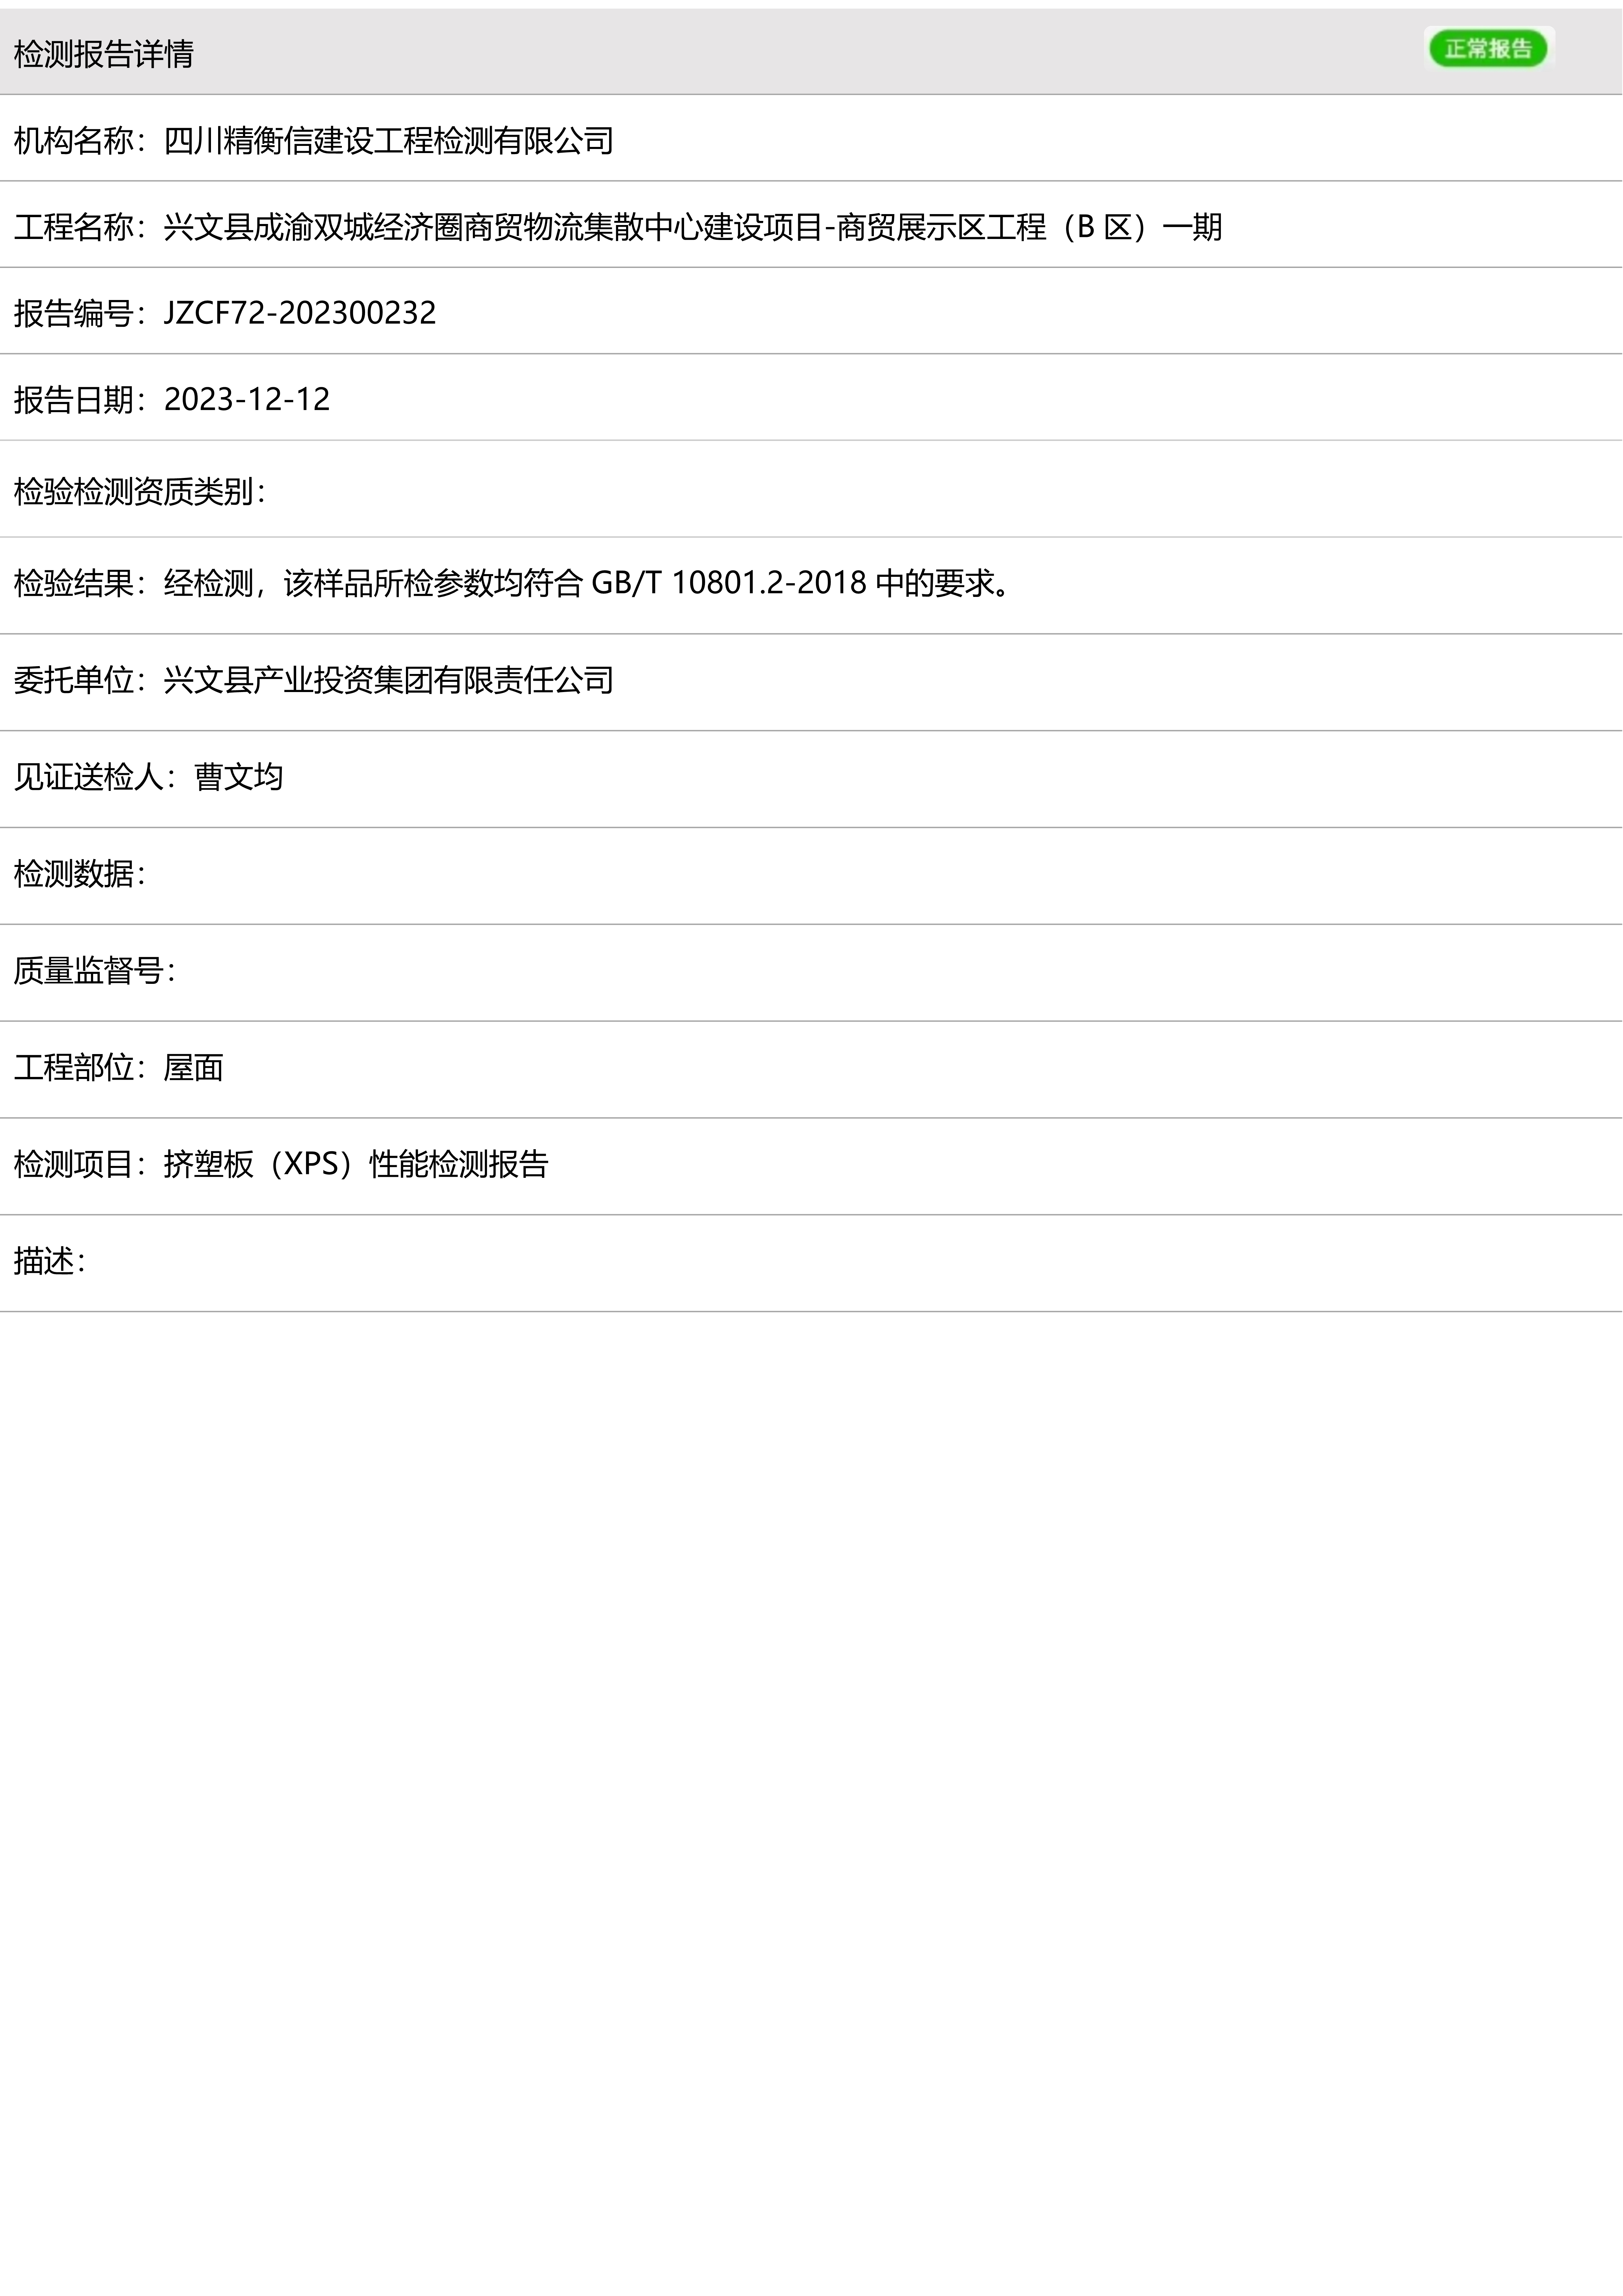 检测报告详情
正常报告
机构名称：四川精衡信建设工程检测有限公司
工程名称：兴文县成渝双城经济圈商贸物流集散中心建设项目-商贸展示区工程（B 区）一期
报告编号：JZCF72-202300232
报告日期：2023-12-12
检验检测资质类别：
检验结果：经检测，该样品所检参数均符合 GB/T 10801.2-2018 中的要求。
委托单位：兴文县产业投资集团有限责任公司
见证送检人：曹文均
检测数据：
质量监督号：
工程部位：屋面
检测项目：挤塑板（XPS）性能检测报告
描述：